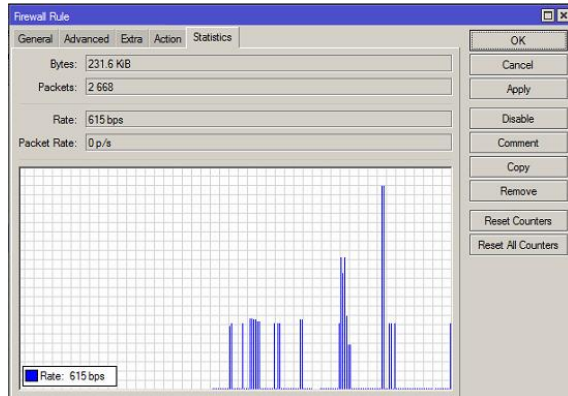 Firewall Rule
General Advanced Extra Action Statistics
Bytes: 231.6 KiB
Packets: 2 668
Rate: 615 bps
Packet Rate: 0 p/s
Rate: 615 bps
OK
Cancel
Apply
Disable
Comment
Copy
Remove
Reset Counters
Reset All Counters